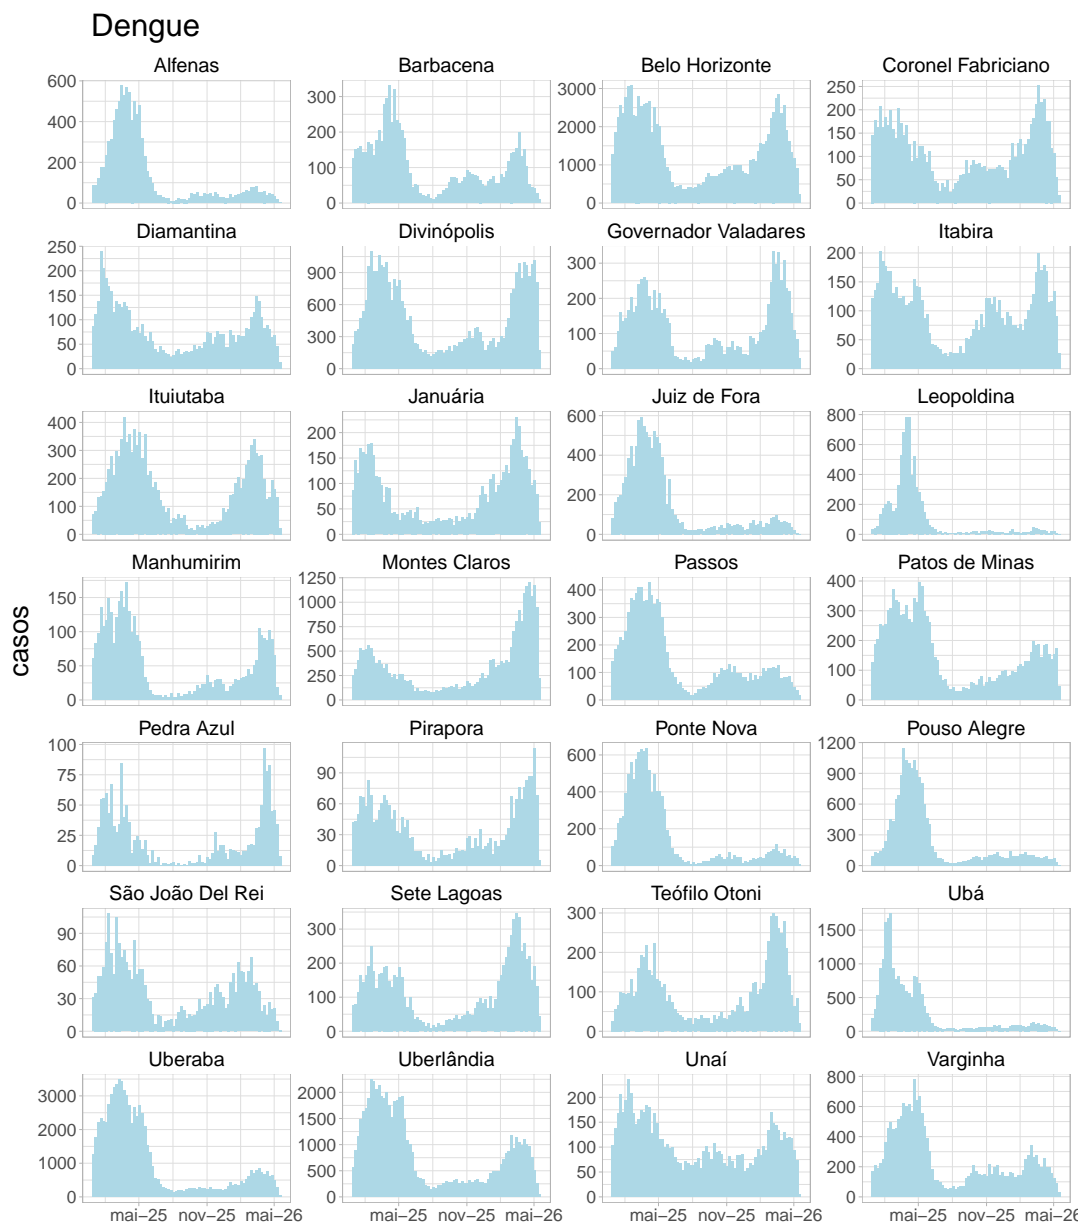 Dengue
Alfenas Barbacena Belo Horizonte Coronel Fabriciano
600 400 200 0
300 200 100 0
3000 2000 1000 0
250 200 150 100 50 0
Diamantina Divinópolis Governador Valadares Itabira
250 200 150 100 50 0
900 600 300 0
300 200 100 0
200 150 100 50 0
Ituiutaba Januária Juiz de Fora Leopoldina
400 300 200 100 0
200 150 100 50 0
600 400 200 0
800 600 400 200 0
Manhumirim Montes Claros Passos Patos de Minas
150 100 50 0
1250 1000 750 500 250 0
400 300 200 100 0
400 300 200 100 0
casos
Pedra Azul Pirapora Ponte Nova Pouso Alegre
100 75 50 25 0
90 60 30 0
600 400 200 0
1200 900 600 300 0
São João Del Rei Sete Lagoas Teófilo Otoni Ubá
90 60 30 0
300 200 100 0
300 200 100 0
1500 1000 500 0
Uberaba Uberlândia Unaí Varginha
3000 2000 1000 0
2000 1500 1000 500 0
200 150 100 50 0
800 600 400 200 0
mai–25 nov–25 mai–26 mai–25 nov–25 mai–26 mai–25 nov–25 mai–26 mai–25 nov–25 mai–26